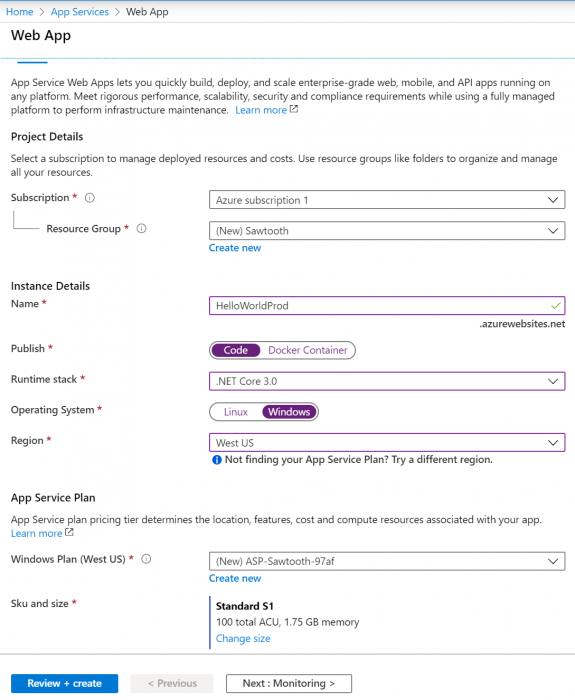 Home > App Services > Web App
Web App
App Service Web Apps lets you quickly build, deploy, and scale enterprise-grade web, mobile, and API apps running on
any platform. Meet rigorous performance, scalability, security and compliance requirements while using a fully managed
platform to perform infrastructure maintenance. Learn more
Project Details
Select a subscription to manage deployed resources and costs. Use resource groups like folders to organize and manage
all your resources.
Subscription * Azure subscription 1
Resource Group * (New) Sawtooth
Create new
Instance Details
Name * HelloWorldProd
.azurewebsites.net
Publish * Code Docker Container
Runtime stack * .NET Core 3.0
Operating System * Linux Windows
Region * West US
Not finding your App Service Plan? Try a different region.
App Service Plan
App Service plan pricing tier determines the location, features, cost and compute resources associated with your app.
Learn more
Windows Plan (West US) * (New) ASP-Sawtooth-97af
Create new
Sku and size * Standard S1
100 total ACU, 1.75 GB memory
Change size
Review + create < Previous Next : Monitoring >